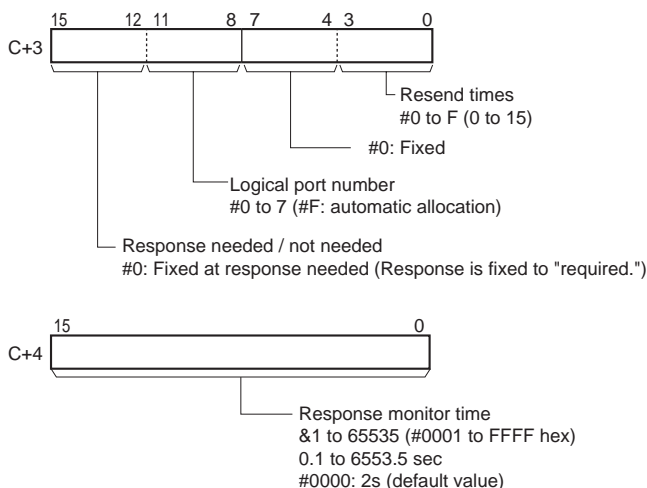 15 12 11 8 7 4 3 0
C+3
Resend times
#0 to F (0 to 15)
#0: Fixed
Logical port number
#0 to 7 (#F: automatic allocation)
Response needed / not needed
#0: Fixed at response needed (Response is fixed to "required.")
15 0
C+4
Response monitor time
&1 to 65535 (#0001 to FFFF hex)
0.1 to 6553.5 sec
#0000: 2s (default value)